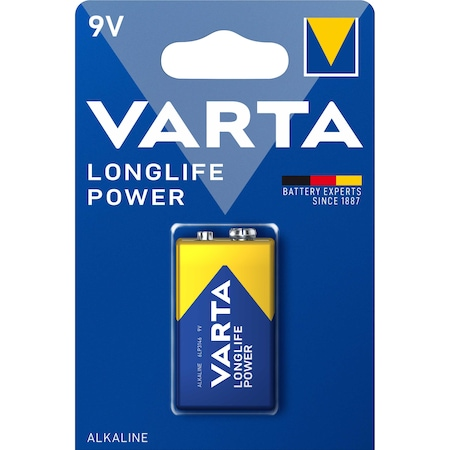 9V
VARTA
LONGLIFE
POWER
BATTERY EXPERTS
SINCE 1887
VARTA
LONGLIFE
POWER
ALKALINE 6LP3146 9V
ALKALINE